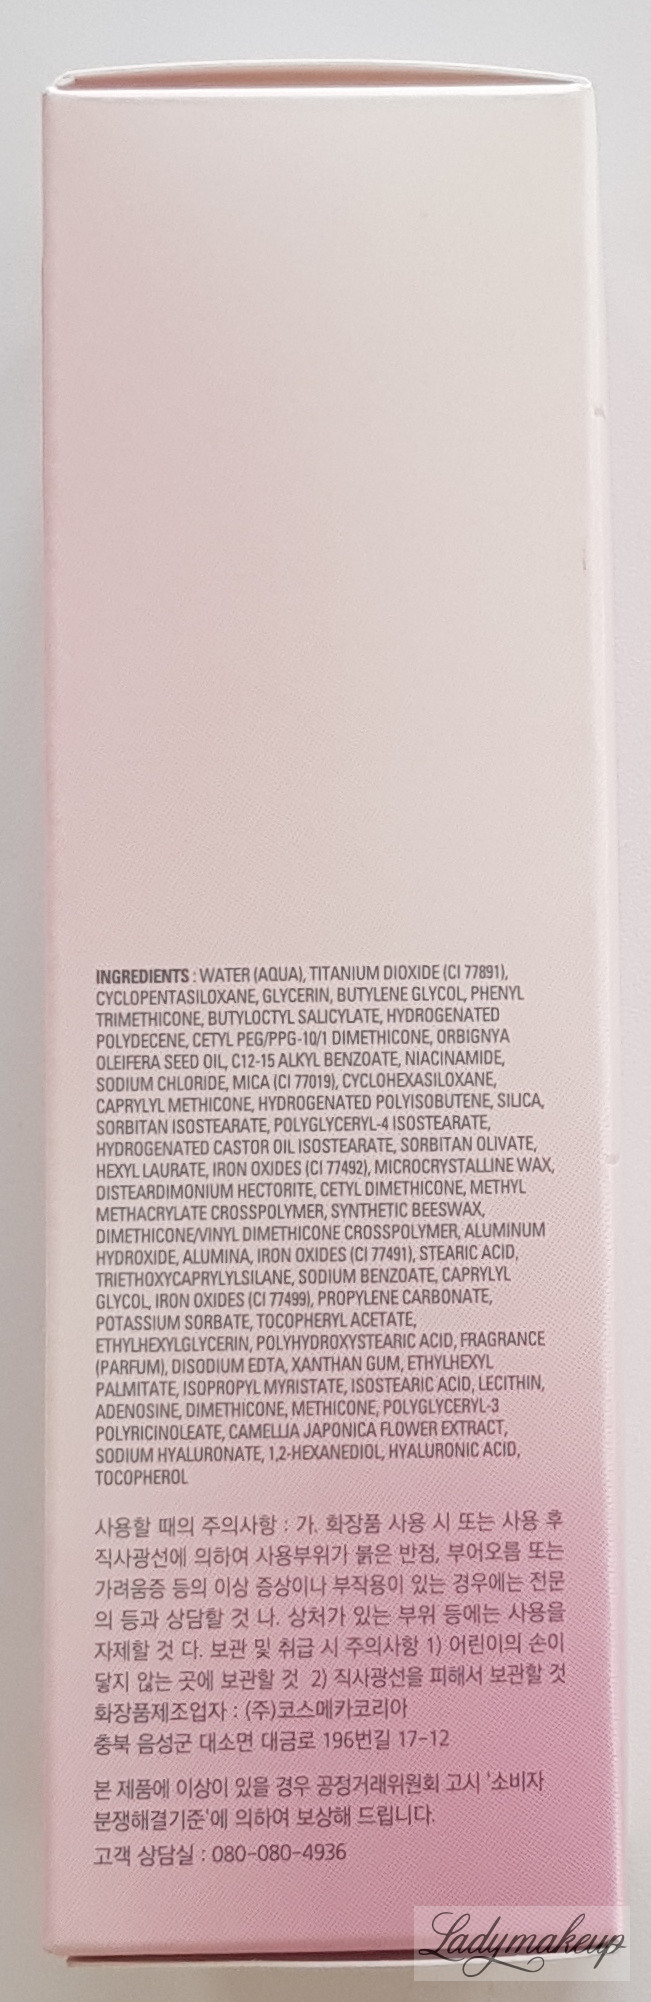 INGREDIENTS : WATER (AQUA), TITANIUM DIOXIDE (CI 77891),
CYCLOPENTASILOXANE, GLYCERIN, BUTYLENE GLYCOL, PHENYL
TRIMETHICONE, BUTYLOCTYL SALICYLATE, HYDROGENATED
POLYDECENE, CETYL PEG/PPG-10/1 DIMETHICONE, ORBIGNYA
OLEIFERA SEED OIL, C12-15 ALKYL BENZOATE, NIACINAMIDE,
SODIUM CHLORIDE, MICA (CI 77019), CYCLOHEXASILOXANE,
CAPRYLYL METHICONE, HYDROGENATED POLYISOBUTENE, SILICA,
SORBITAN ISOSTEARATE, POLYGLYCERYL-4 ISOSTEARATE,
HYDROGENATED CASTOR OIL ISOSTEARATE, SORBITAN OLIVATE,
HEXYL LAURATE, IRON OXIDES (CI 77492), MICROCRYSTALLINE WAX,
DISTEARDIMONIUM HECTORITE, CETYL DIMETHICONE, METHYL
METHACRYLATE CROSSPOLYMER, SYNTHETIC BEESWAX,
DIMETHICONE/VINYL DIMETHICONE CROSSPOLYMER, ALUMINUM
HYDROXIDE, ALUMINA, IRON OXIDES (CI 77491), STEARIC ACID,
TRIETHOXYCAPRYLYLSILANE, SODIUM BENZOATE, CAPRYLYL
GLYCOL, IRON OXIDES (CI 77499), PROPYLENE CARBONATE,
POTASSIUM SORBATE, TOCOPHERYL ACETATE,
ETHYLHEXYLGLYCERIN, POLYHYDROXYSTEARIC ACID, FRAGRANCE
(PARFUM), DISODIUM EDTA, XANTHAN GUM, ETHYLHEXYL
PALMITATE, ISOPROPYL MYRISTATE, ISOSTEARIC ACID, LECITHIN,
ADENOSINE, DIMETHICONE, METHICONE, POLYGLYCERYL-3
POLYRICINOLEATE, CAMELLIA JAPONICA FLOWER EXTRACT,
SODIUM HYALURONATE, 1,2-HEXANEDIOL, HYALURONIC ACID,
TOCOPHEROL
사용할 때의 주의사항 : 가. 화장품 사용 시 또는 사용 후
직사광선에 의하여 사용부위가 붉은 반점, 부어오름 또는
가려움증 등의 이상 증상이나 부작용이 있는 경우에는 전문
의 등과 상담할 것 나. 상처가 있는 부위 등에는 사용을
자제할 것 다. 보관 및 취급 시 주의사항 1) 어린이의 손이
닿지 않는 곳에 보관할 것 2) 직사광선을 피해서 보관할 것
화장품제조업자 : (주)코스메카코리아
충북 음성군 대소면 대금로 196번길 17-12
본 제품에 이상이 있을 경우 공정거래위원회 고시 '소비자
분쟁해결기준'에 의하여 보상해 드립니다.
고객 상담실 : 080-080-4936
Ladymakeup